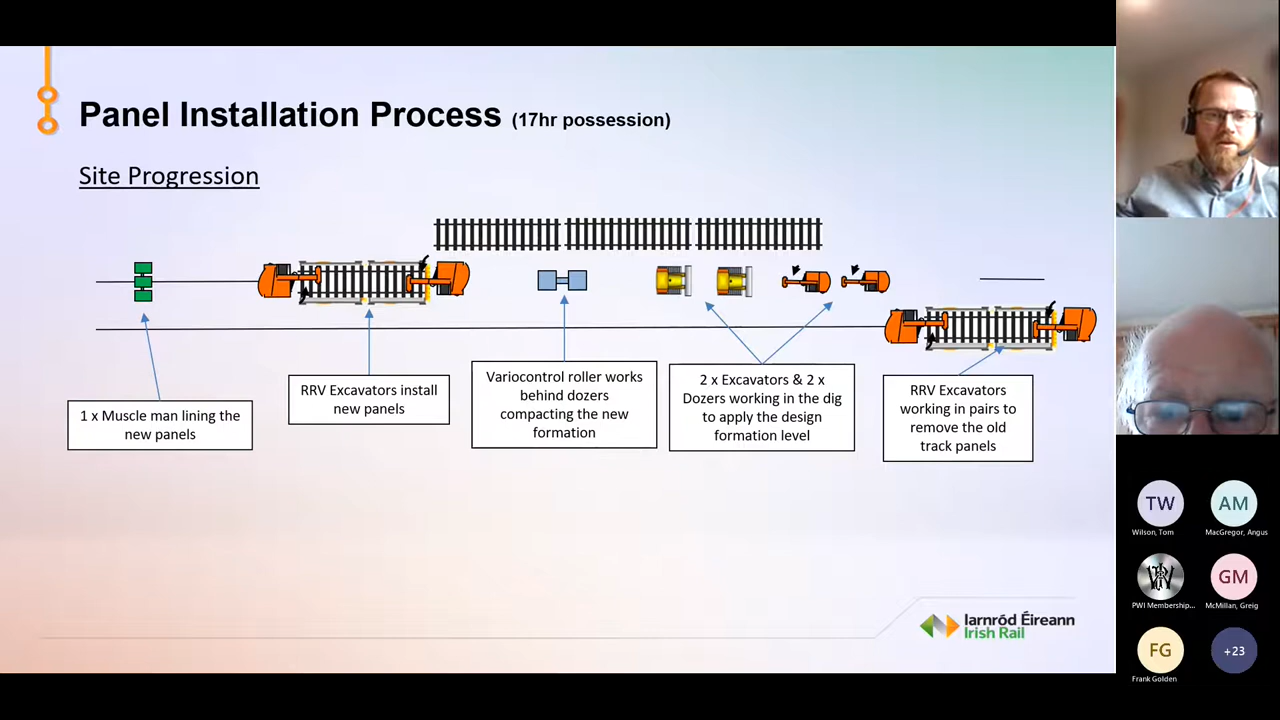 Panel Installation Process (17hr possession)
Site Progression
1 x Muscle man lining the
new panels
RRV Excavators install
new panels
Variocontrol roller works
behind dozers
compacting the new
formation
2 x Excavators & 2 x
Dozers working in the dig
to apply the design
formation level
RRV Excavators
working in pairs to
remove the old
track panels
Iarnród Éireann
Irish Rail
TW
Wilson, Tom
AM
MacGregor, Angus
PWI Membership...
GM
McMillan, Greig
FG
Frank Golden
+23